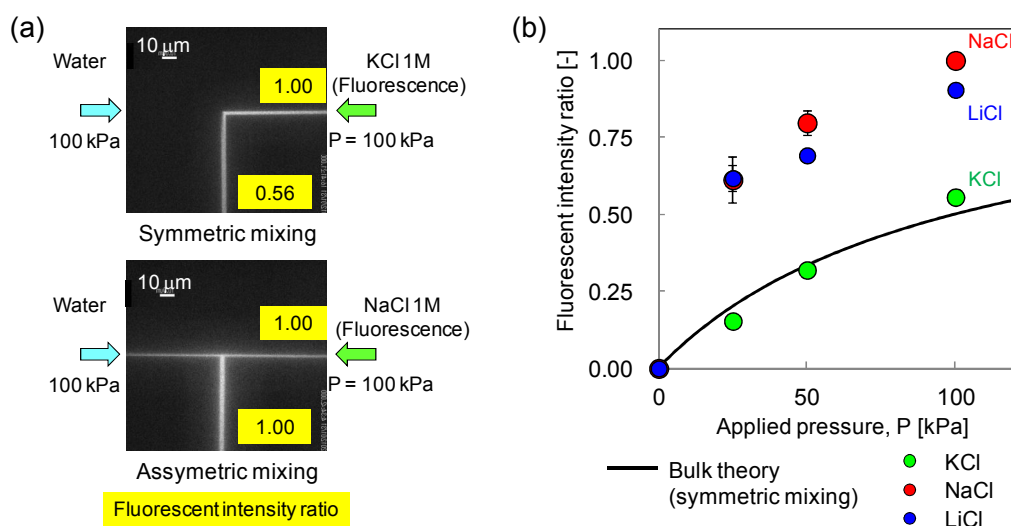 (a)
10 μm
Water
100 kPa
KCl 1M
(Fluorescence)
P = 100 kPa
1.00
0.56
Symmetric mixing
10 μm
Water
100 kPa
NaCl 1M
(Fluorescence)
P = 100 kPa
1.00
1.00
Assymetric mixing
Fluorescent intensity ratio
(b)
Fluorescent intensity ratio [-]
1.00
0.75
0.50
0.25
0.00
NaCl
LiCl
KCl
0
50
100
Applied pressure, P [kPa]
Bulk theory
(symmetric mixing)
KCl
NaCl
LiCl